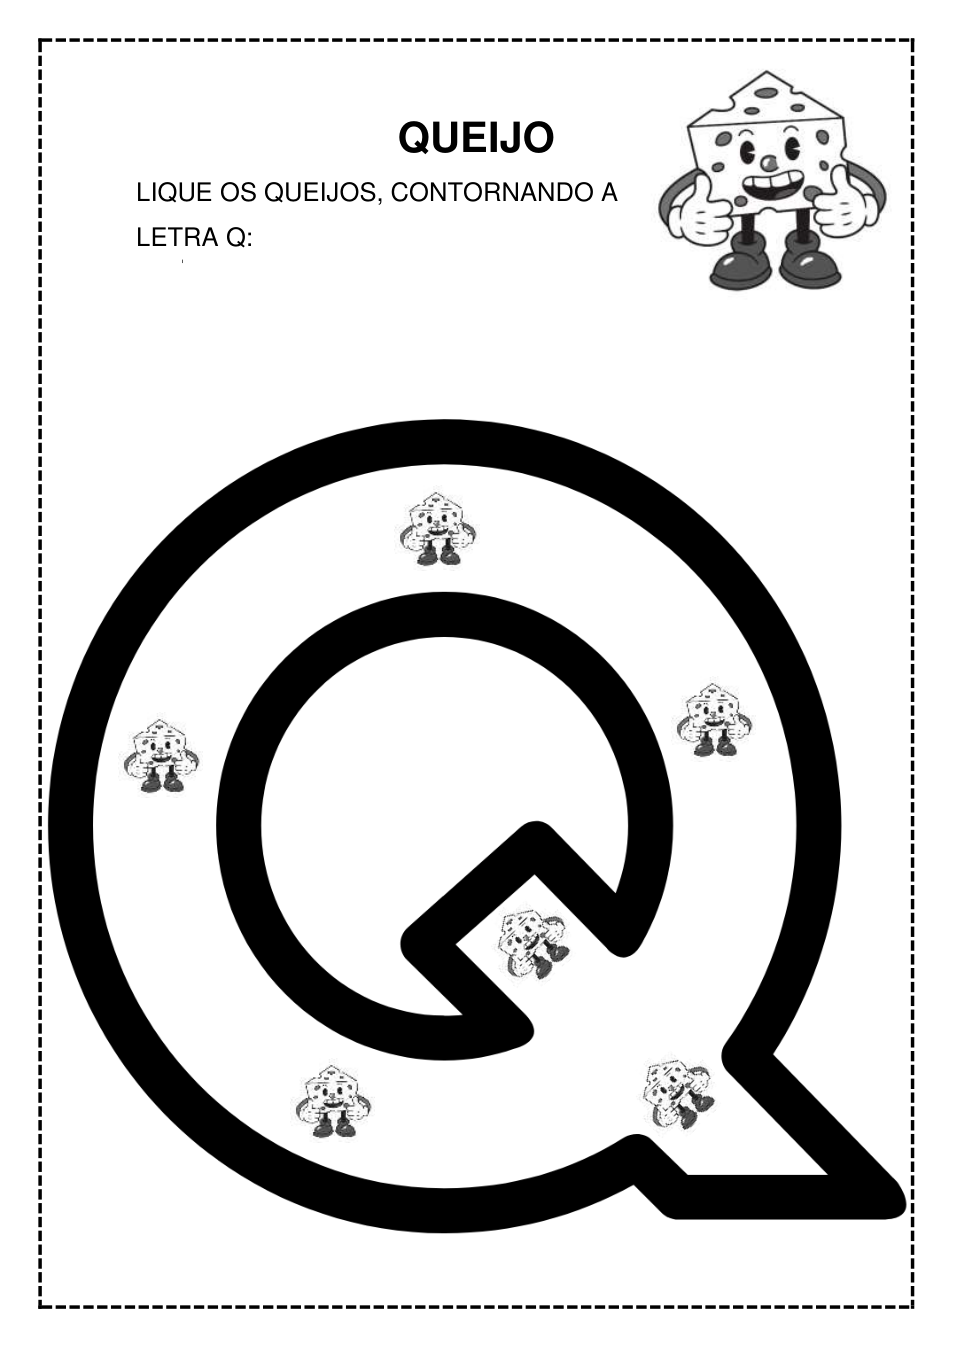 QUEIJO
LIQUE OS QUEIJOS, CONTORNANDO A
LETRA Q:
Q